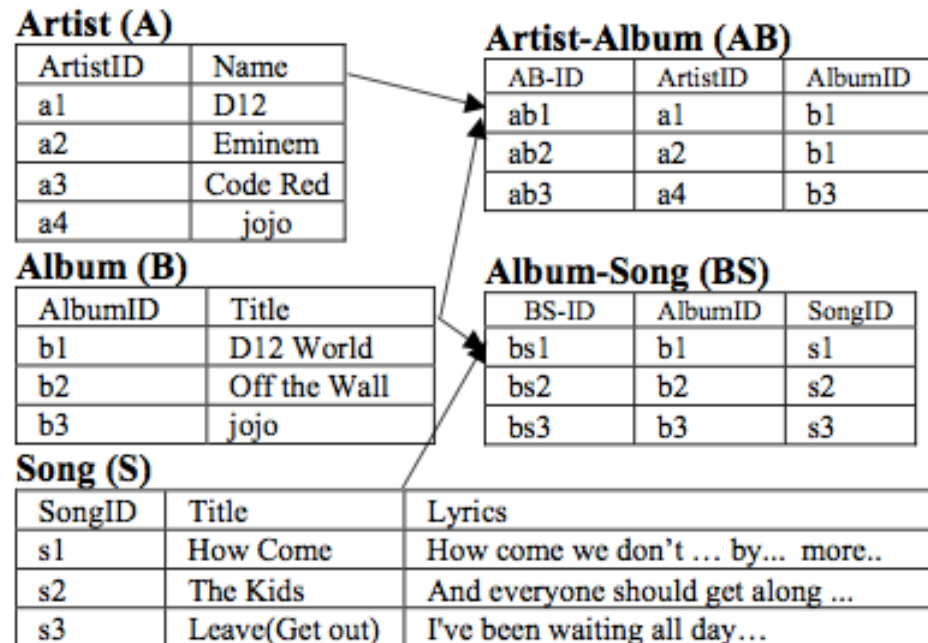 Artist (A)
ArtistID Name
a1 D12
a2 Eminem
a3 Code Red
a4 jojo
Artist-Album (AB)
AB-ID ArtistID AlbumID
ab1 a1 b1
ab2 a2 b1
ab3 a4 b3
Album (B)
AlbumID Title
b1 D12 World
b2 Off the Wall
b3 jojo
Album-Song (BS)
BS-ID AlbumID SongID
bs1 b1 s1
bs2 b2 s2
bs3 b3 s3
Song (S)
SongID Title Lyrics
s1 How Come How come we don't … by... more..
s2 The Kids And everyone should get along ...
s3 Leave(Get out) I've been waiting all day…